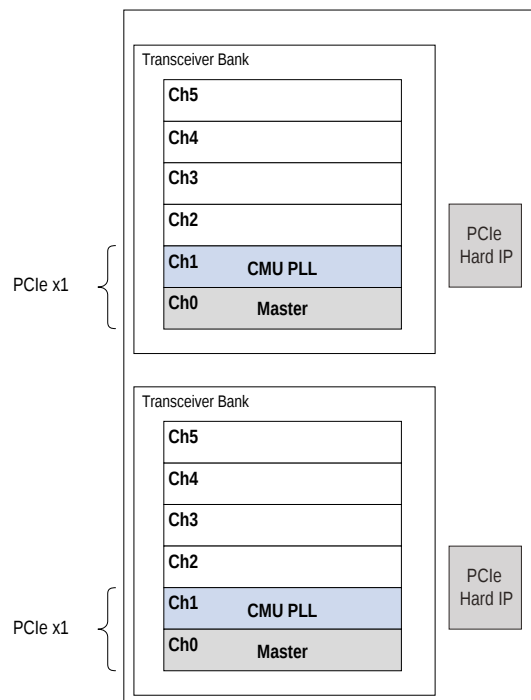 Transceiver Bank
Ch5
Ch4
Ch3
Ch2
Ch1 CMU PLL
Ch0 Master
PCIe x1
PCIe
Hard IP
Transceiver Bank
Ch5
Ch4
Ch3
Ch2
Ch1 CMU PLL
Ch0 Master
PCIe x1
PCIe
Hard IP